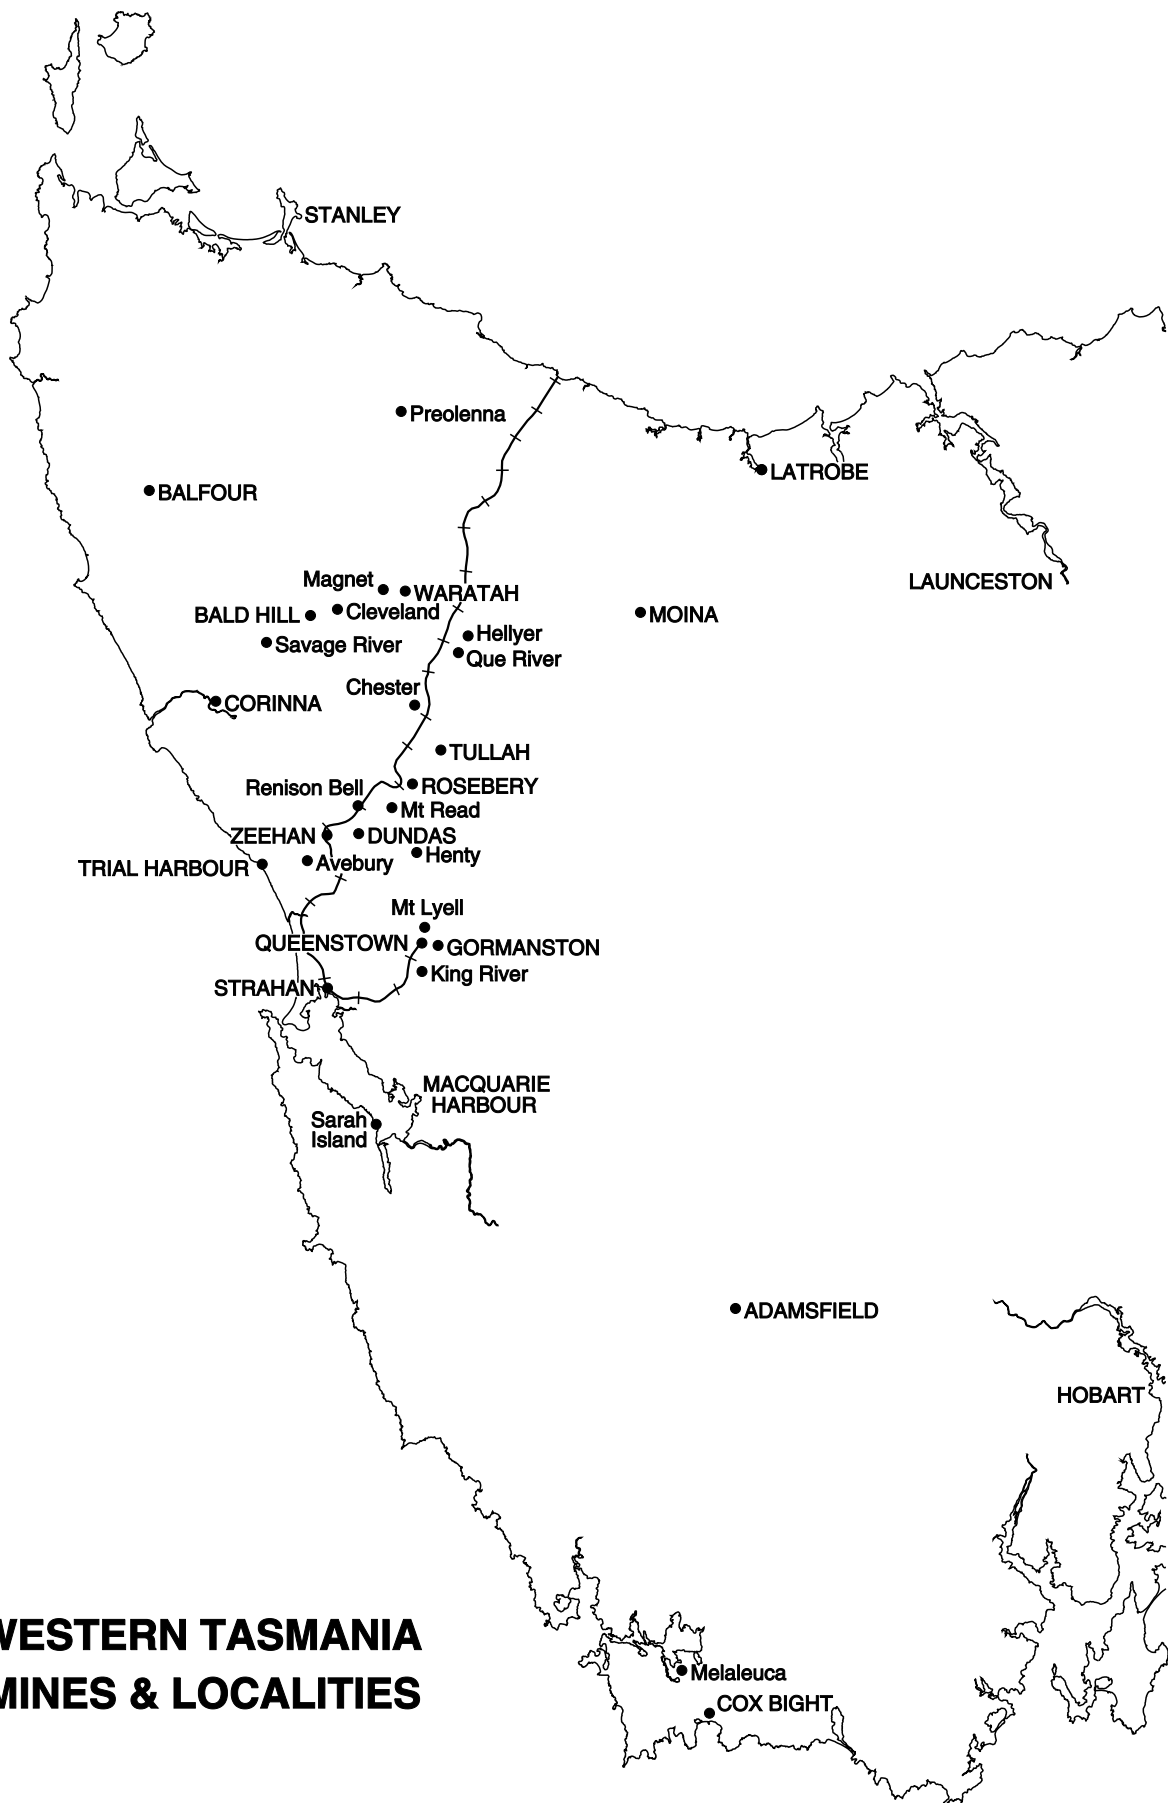 STANLEY
Preolenna
LATROBE
BALFOUR
LAUNCESTON
Magnet
WARATAH
Cleveland
BALD HILL
MOINA
Hellyer
Savage River
Que River
Chester
CORINNA
TULLAH
Renison Bell
ROSEBERY
Mt Read
ZEEHAN
DUNDAS
Henty
Avebury
TRIAL HARBOUR
Mt Lyell
QUEENSTOWN
GORMANSTON
King River
STRAHAN
MACQUARIE
HARBOUR
Sarah
Island
ADAMSFIELD
HOBART
WESTERN TASMANIA
MINES & LOCALITIES
Melaleuca
COX BIGHT